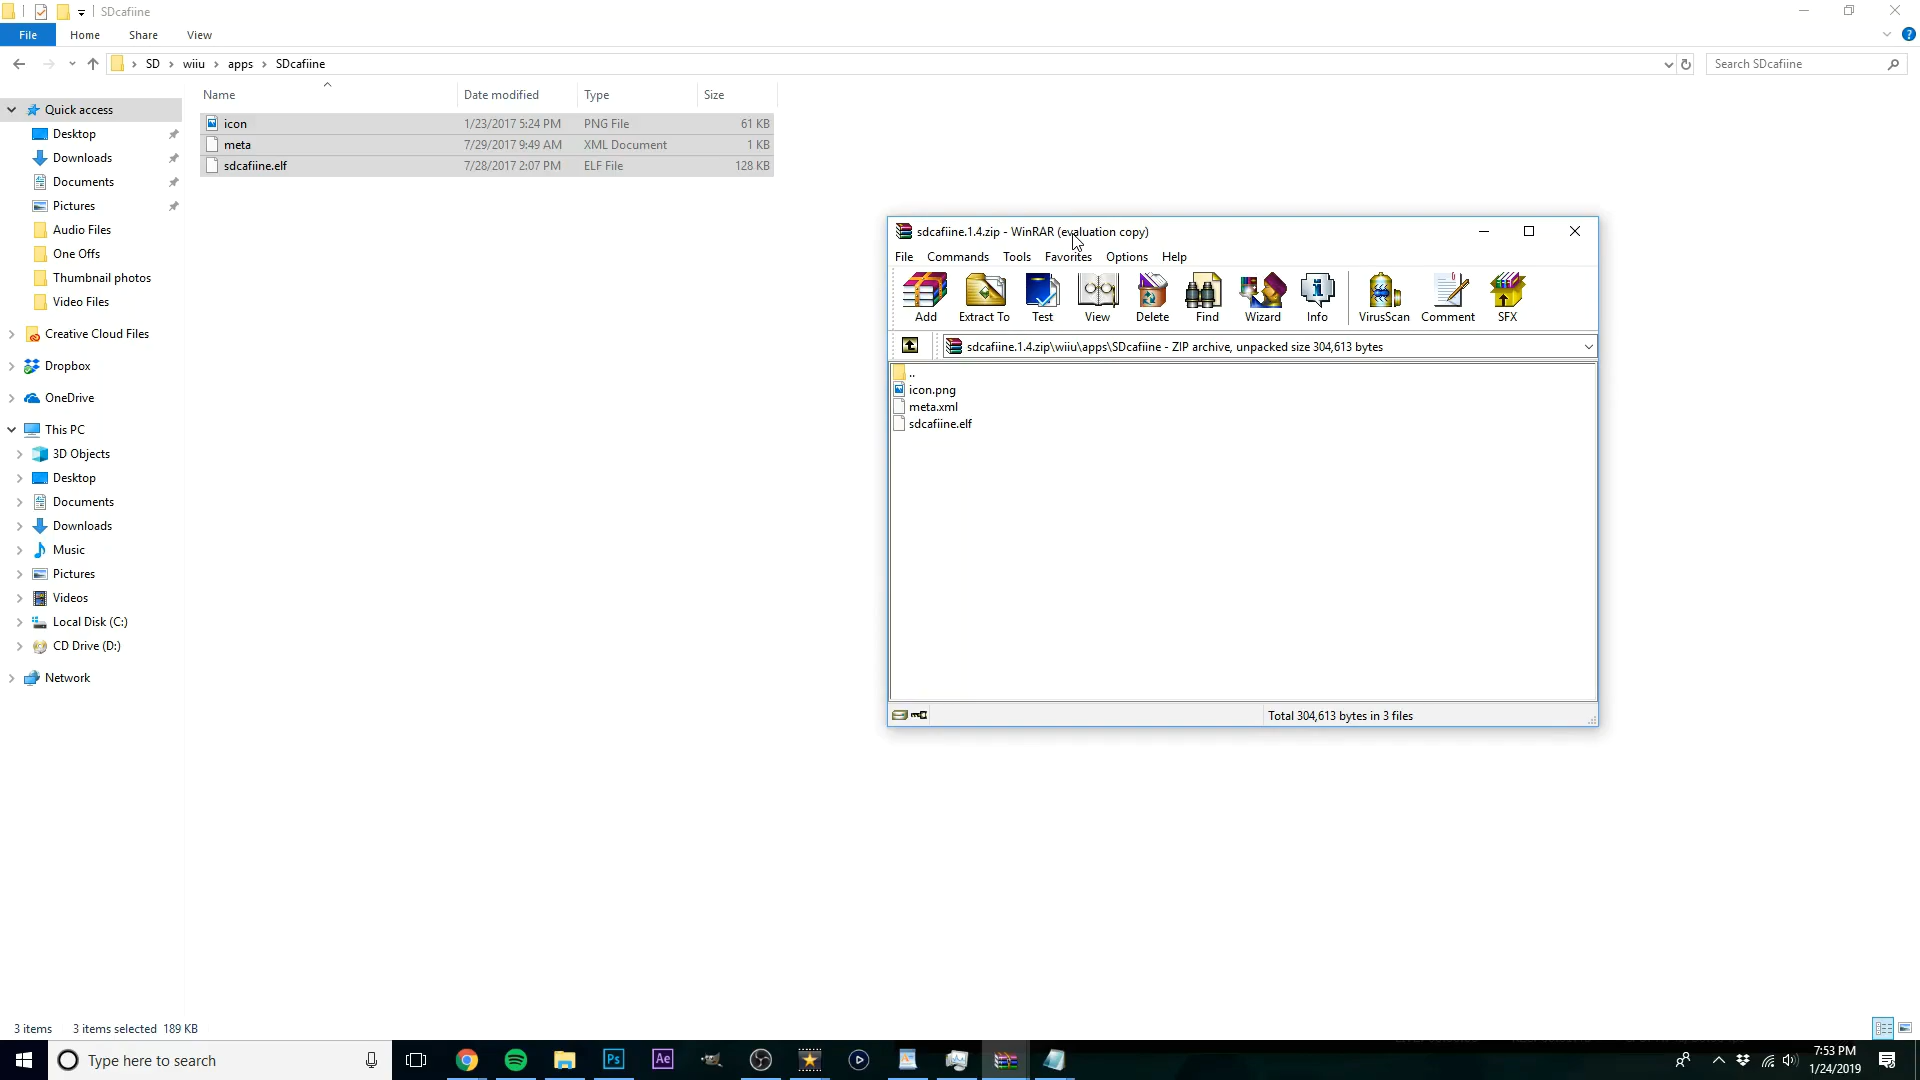 SDcafiine
File Home Share View
SD wiiu apps SDcafiine
Search SDcafiine
Name Date modified Type Size
Quick access
icon 1/23/2017 5:24 PM PNG File 61 KB
Desktop
meta 7/29/2017 9:49 AM XML Document 1 KB
Downloads
sdcafiine.elf 7/28/2017 2:07 PM ELF File 128 KB
Documents
Pictures
Audio Files
One Offs
Thumbnail photos
Video Files
Creative Cloud Files
Dropbox
OneDrive
This PC
3D Objects
Desktop
Documents
Downloads
Music
Pictures
Videos
Local Disk (C:)
CD Drive (D:)
Network
sdcafiine.1.4.zip - WinRAR (evaluation copy)
File Commands Tools Favorites Options Help
Add Extract To Test View Delete Find Wizard Info VirusScan Comment SFX
sdcafiine.1.4.zip\wiiu\apps\SDcafiine - ZIP archive, unpacked size 304,613 bytes
..
icon.png
meta.xml
sdcafiine.elf
Total 304,613 bytes in 3 files
3 items 3 items selected 189 KB
Type here to search
Ps
Ae
7:53 PM
1/24/2019